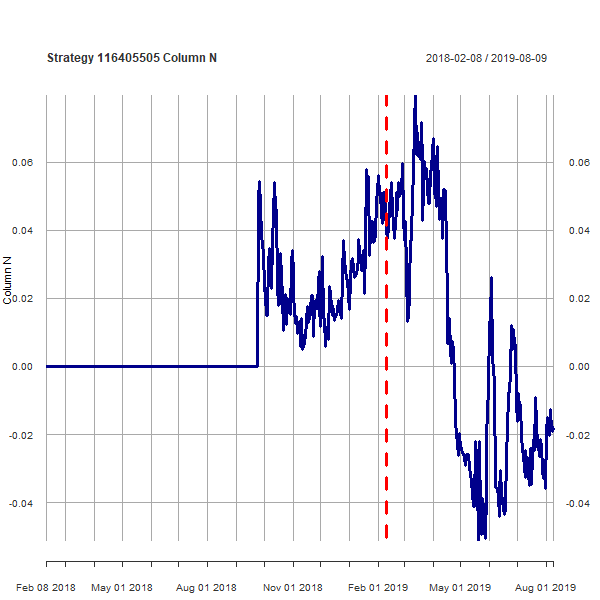 Strategy 116405505 Column N
2018-02-08 / 2019-08-09
0.06
0.06
0.04
0.04
Column N
0.02
0.02
0.00
0.00
-0.02
-0.02
-0.04
-0.04
Feb 08 2018
May 01 2018
Aug 01 2018
Nov 01 2018
Feb 01 2019
May 01 2019
Aug 01 2019